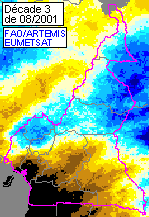 Décade 3
de 08/2001
FAO/ARTEMIS
EUMETSAT